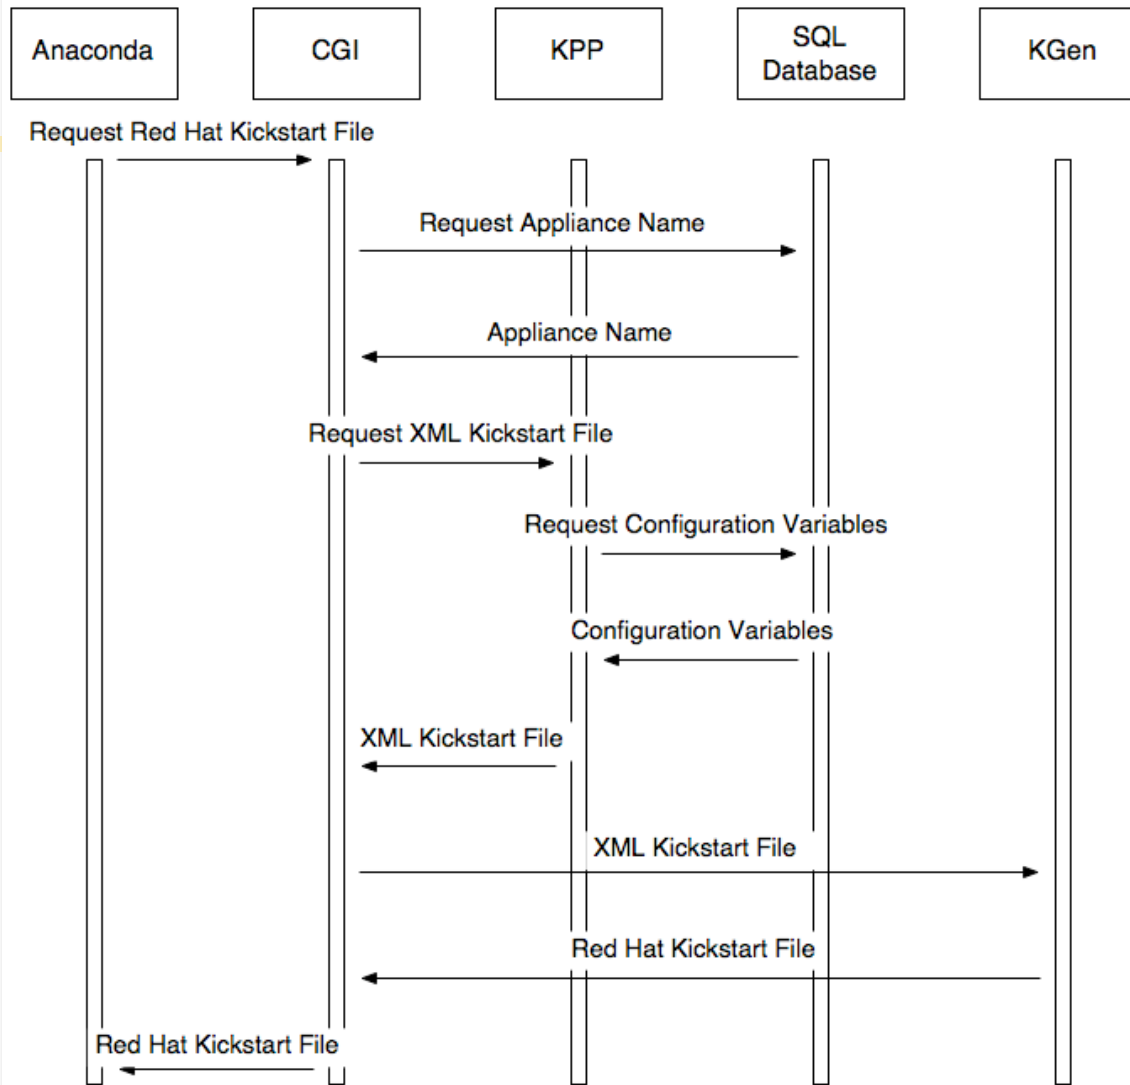 Anaconda
CGI
KPP
SQL
Database
KGen
Request Red Hat Kickstart File
Request Appliance Name
Appliance Name
Request XML Kickstart File
Request Configuration Variables
Configuration Variables
XML Kickstart File
XML Kickstart File
Red Hat Kickstart File
Red Hat Kickstart File